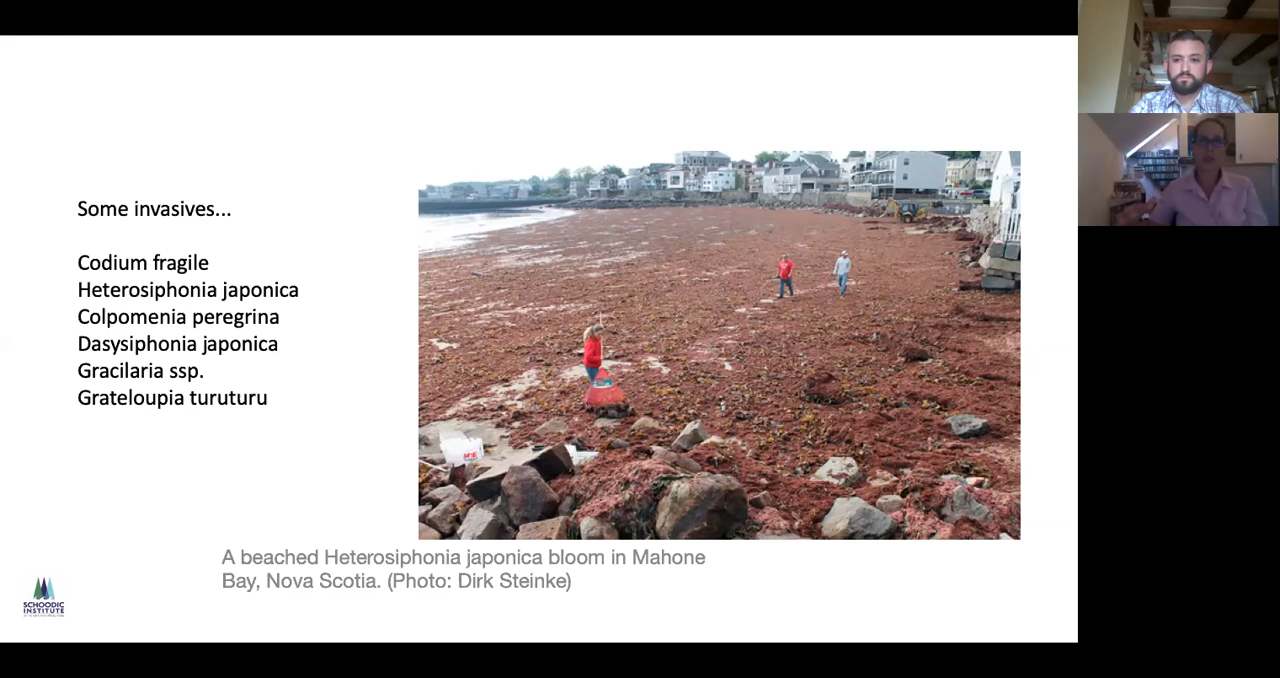 Some invasives...
Codium fragile
Heterosiphonia japonica
Colpomenia peregrina
Dasysiphonia japonica
Gracilaria ssp.
Grateloupia turuturu
A beached Heterosiphonia japonica bloom in Mahone
Bay, Nova Scotia. (Photo: Dirk Steinke)
SCHOODIC
INSTITUTE